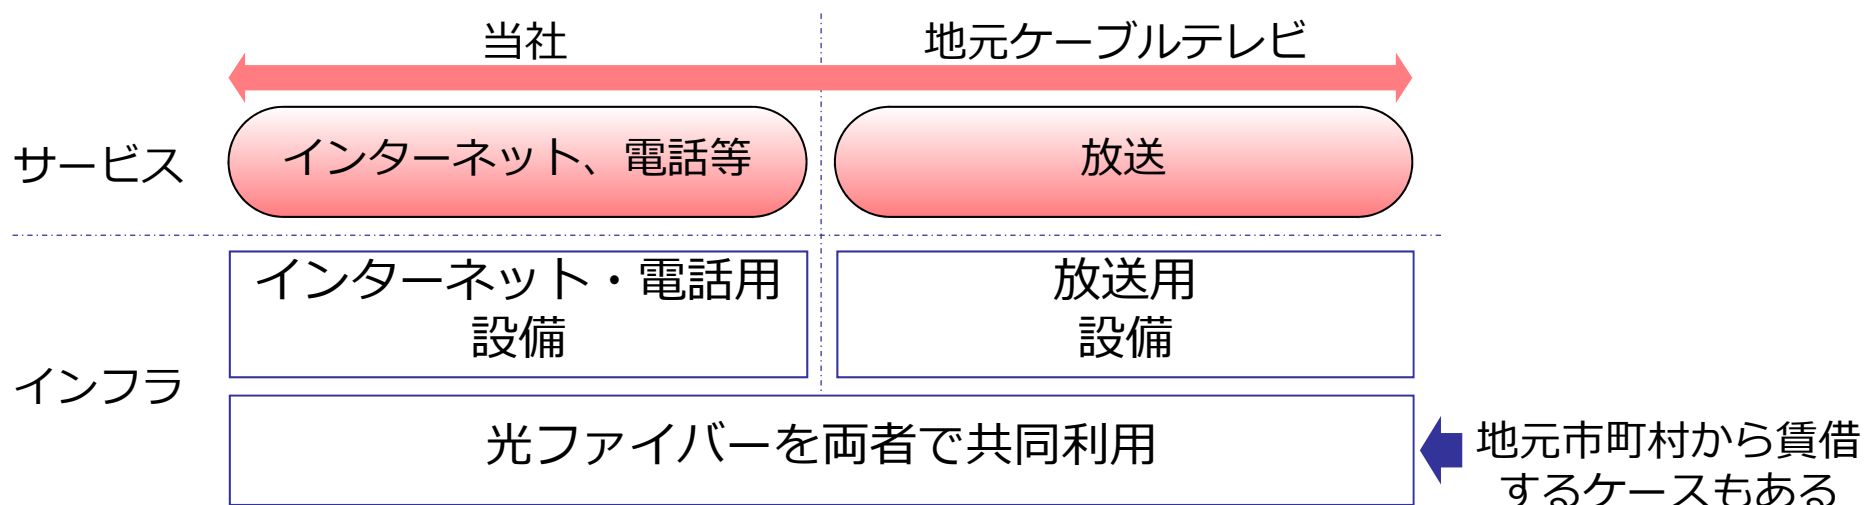 当社
地元ケーブルテレビ
サービス
インターネット、電話等
放送
インフラ
インターネット・電話用
設備
放送用
設備
光ファイバーを両者で共同利用
地元市町村から賃借
するケースもある